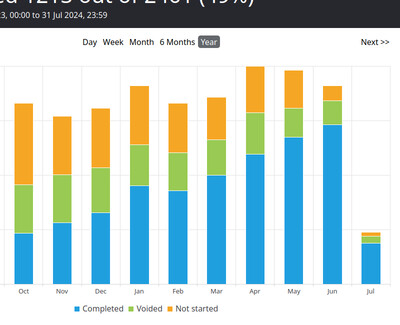 3, 00:00 to 31 Jul 2024, 23:59
Day Week Month 6 Months Year Next >>
Oct Nov Dec Jan Feb Mar Apr May Jun Jul
Completed Voided Not started